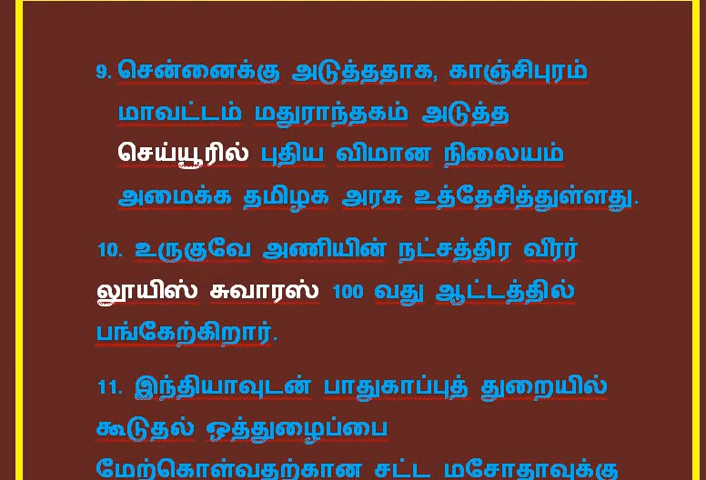 9. சென்னைக்கு அடுத்ததாக, காஞ்சிபுரம்
மாவட்டம் மதுராந்தகம் அடுத்த
செய்யூரில் புதிய விமான நிலையம்
அமைக்க தமிழக அரசு உத்தேசித்துள்ளது.
10. உருகுவே அணியின் நட்சத்திர வீரர்
லூயிஸ் சுவாரஸ் 100 வது ஆட்டத்தில்
பங்கேற்கிறார்.
11. இந்தியாவுடன் பாதுகாப்புத் துறையில்
கூடுதல் ஒத்துழைப்பை
மேற்கொள்வதற்கான சட்ட மசோதாவுக்கு